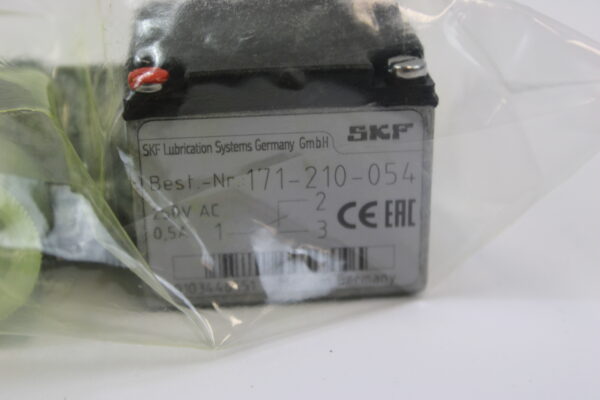 SKF
SKF Lubrication Systems Germany GmbH
Best.-Nr. 171-210-054
250V AC
0,5A
1
2
3
CE EAC
Germany